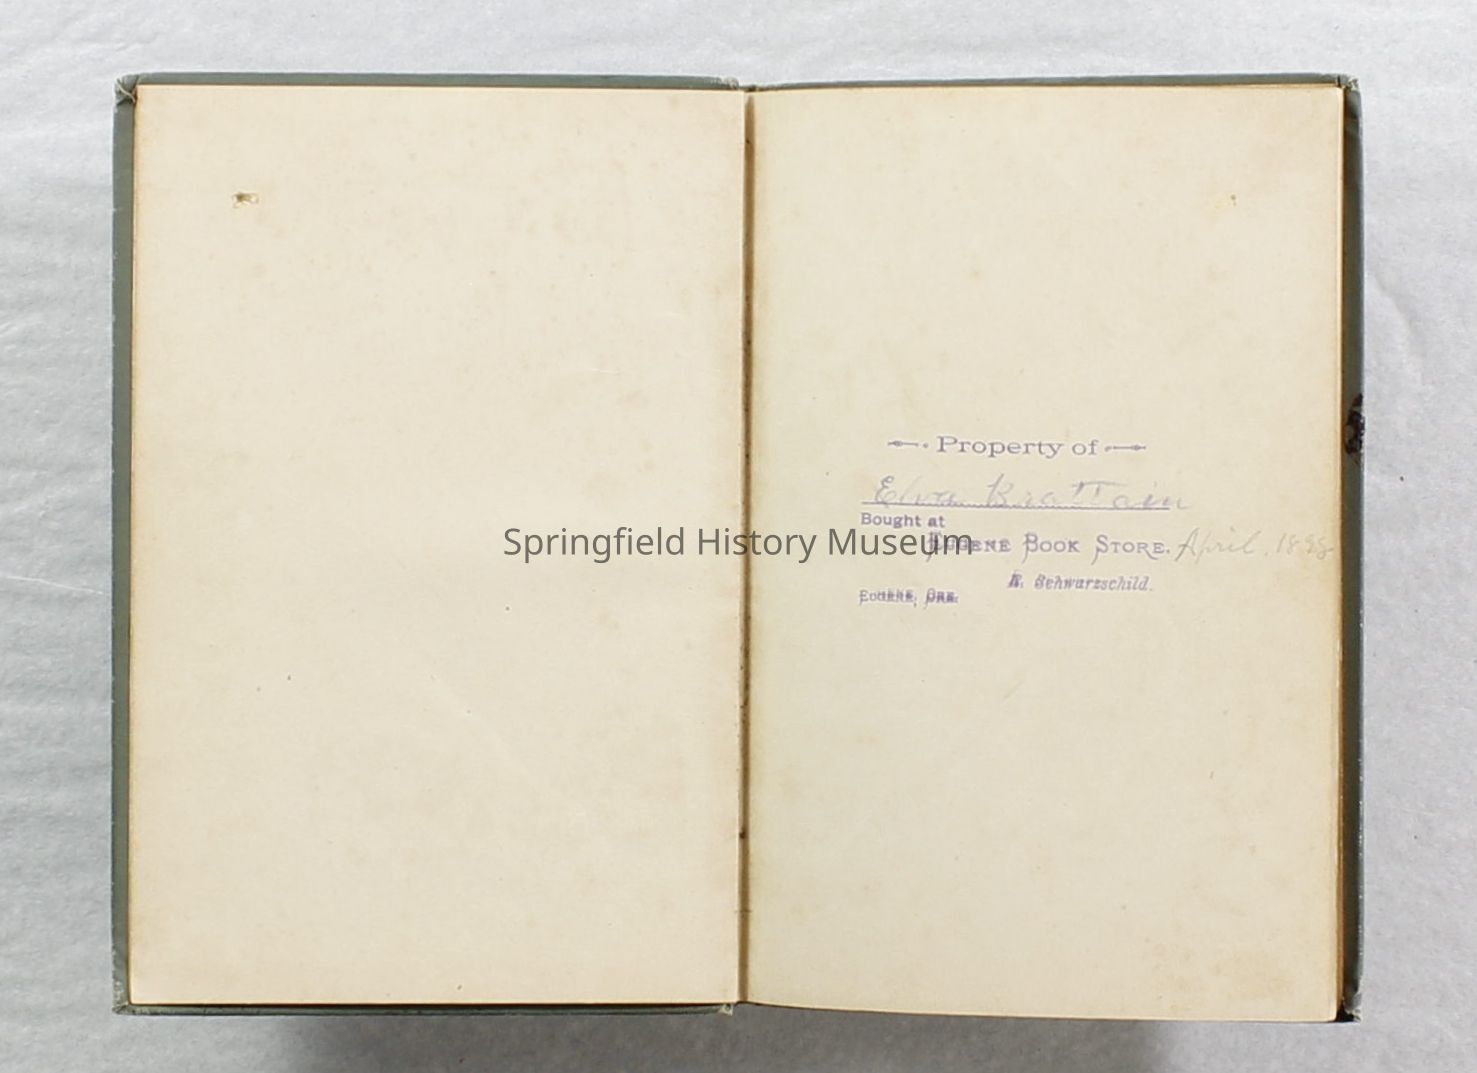 Property of
Elva Brattain
Bought at
EUGENE BOOK STORE. April, 1898
Springfield History Museum
E. Schwarzschild.
EUGENE, ORE.